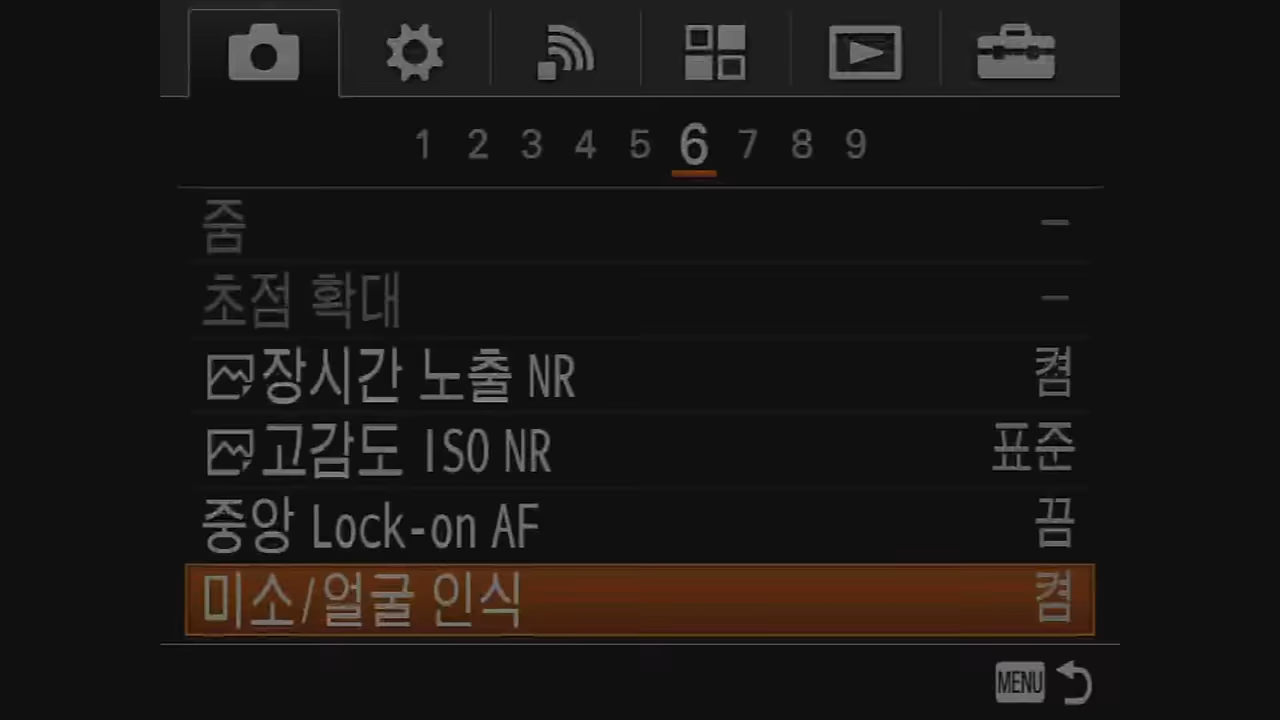 1 2 3 4 5 6 7 8 9
줌 –
초점 확대 –
장시간 노출 NR 켬
고감도 ISO NR 표준
중앙 Lock-on AF 끔
미소/얼굴 인식 켬
MENU